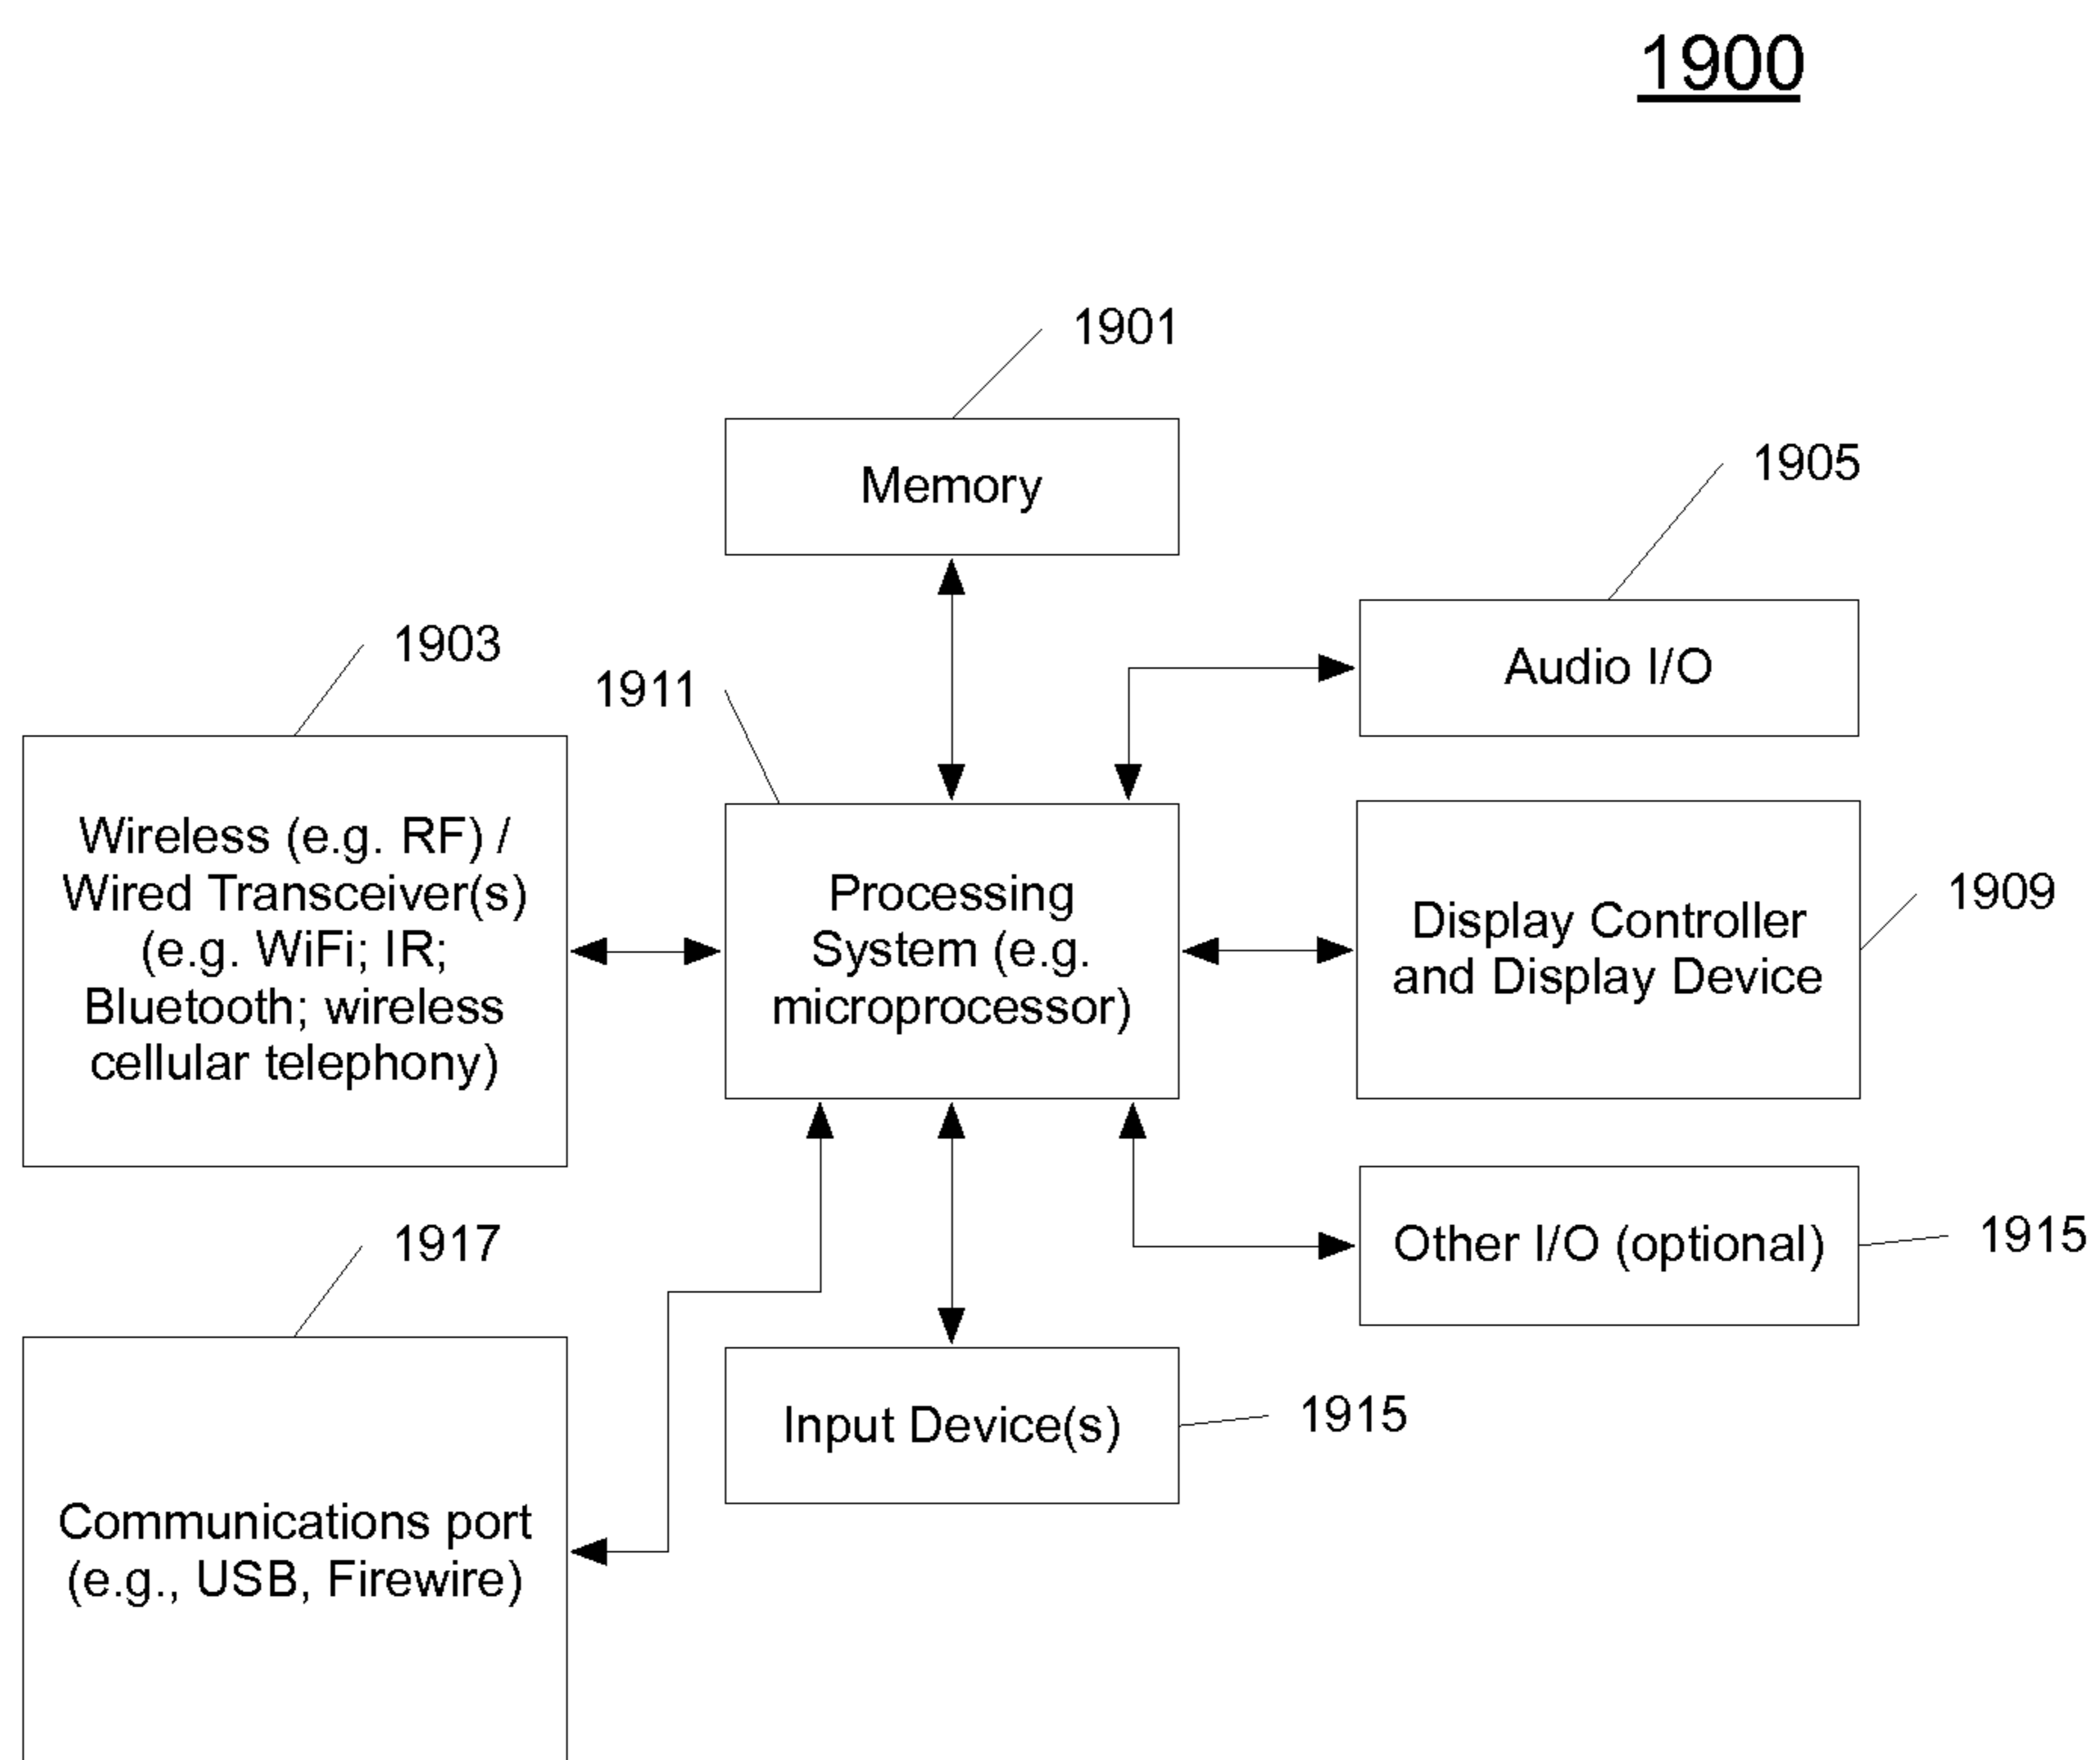 1900
1901
Memory
1905
Audio I/O
1903
1911
Wireless (e.g. RF) /
Wired Transceiver(s)
(e.g. WiFi; IR;
Bluetooth; wireless
cellular telephony)
Processing
System (e.g.
microprocessor)
1909
Display Controller
and Display Device
1917
Other I/O (optional)
1915
Input Device(s)
1915
Communications port
(e.g., USB, Firewire)